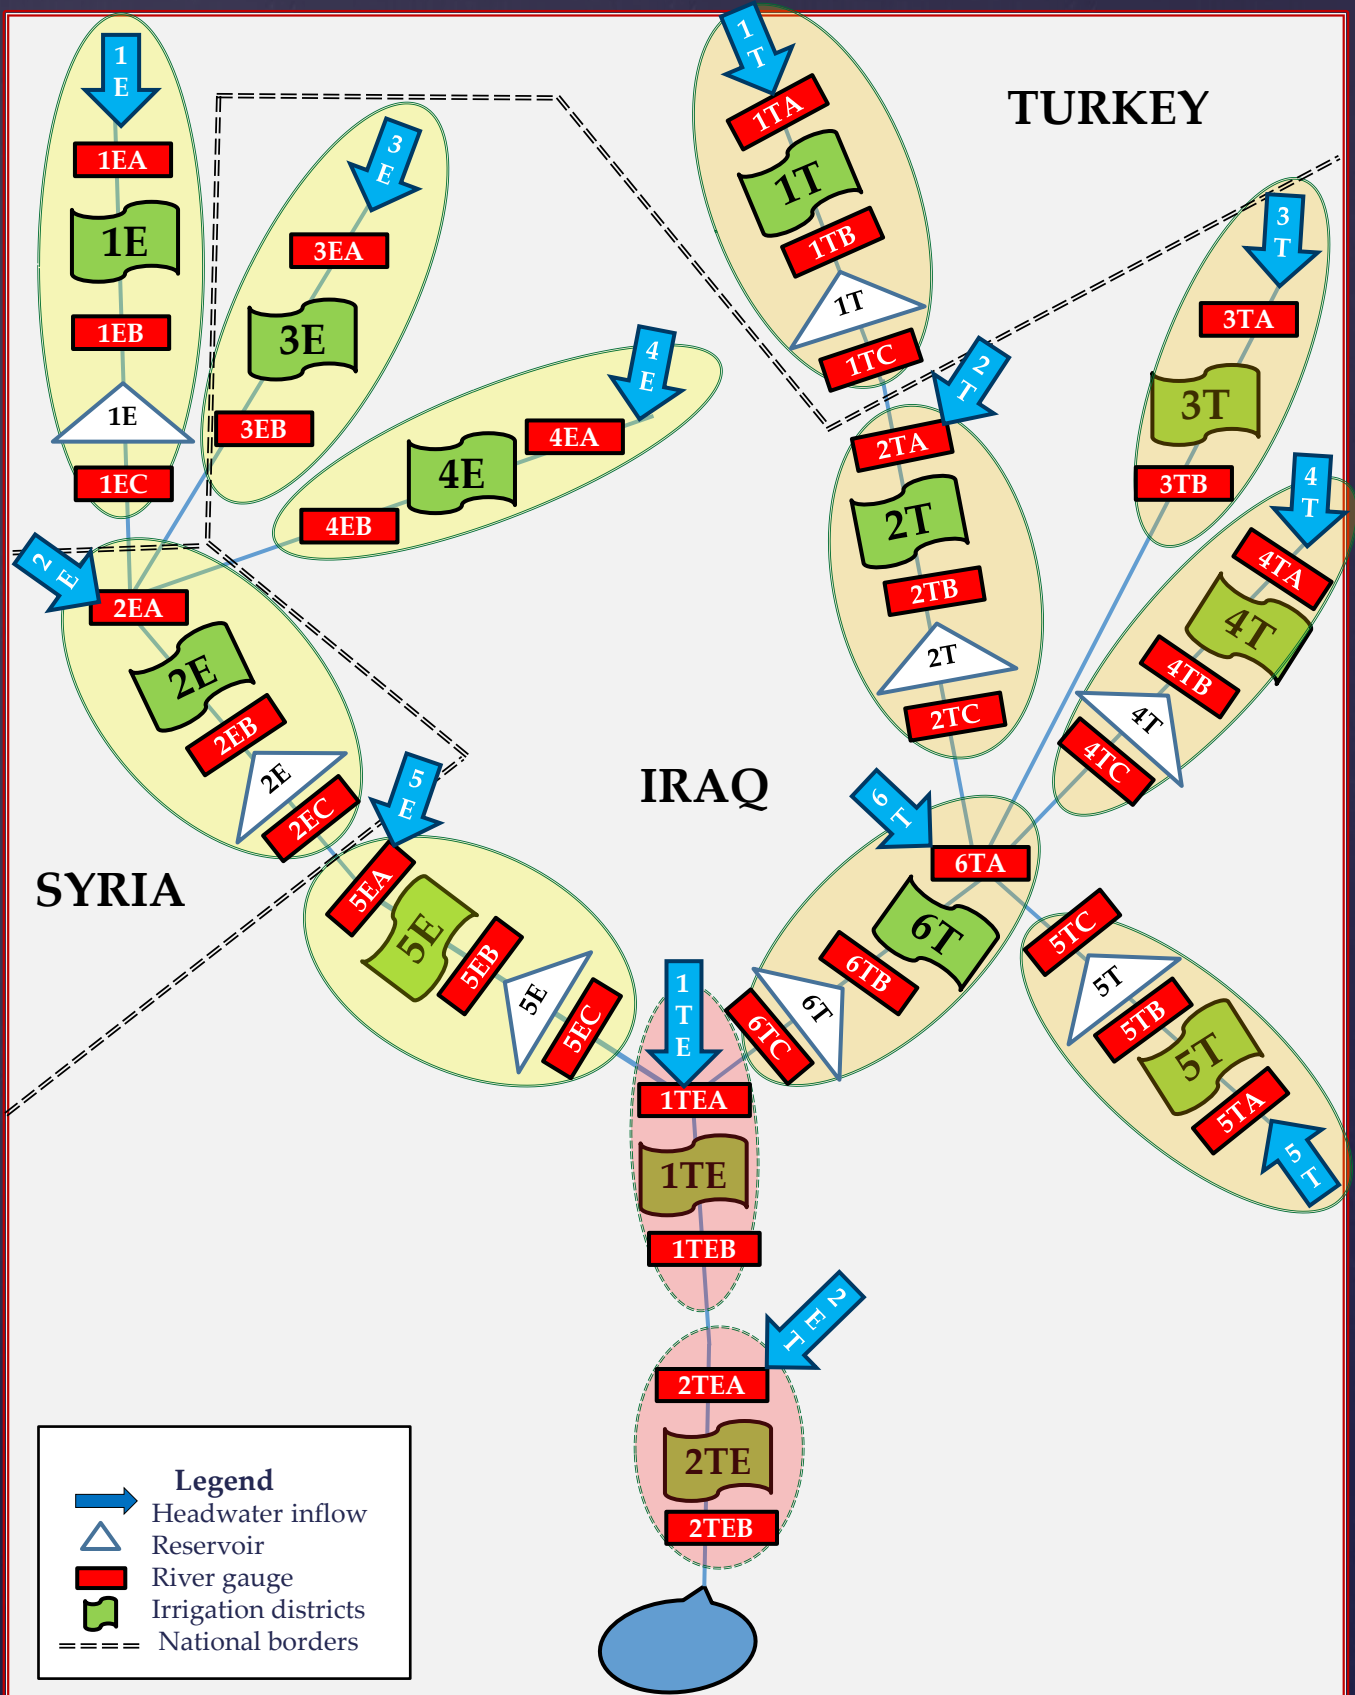 TURKEY
IRAQ
SYRIA
1
E
1EA
1E
1EB
1E
1EC
3
E
3EA
3E
3EB
4
E
4EA
4E
4EB
2
E
2EA
2E
2EB
2E
2EC
5
E
5EA
5E
5EB
5E
5EC
1
T
1TA
1T
1TB
1T
1TC
2
T
2TA
2T
2TB
2T
2TC
3
T
3TA
3T
3TB
4
T
4TA
4T
4TB
4T
4TC
6
T
6TA
6T
6TB
6T
6TC
5TC
5T
5TB
5T
5TA
5
T
1
T
E
1TEA
1TE
1TEB
2
E
T
2TEA
2TE
2TEB
Legend
Headwater inflow
Reservoir
River gauge
Irrigation districts
National borders